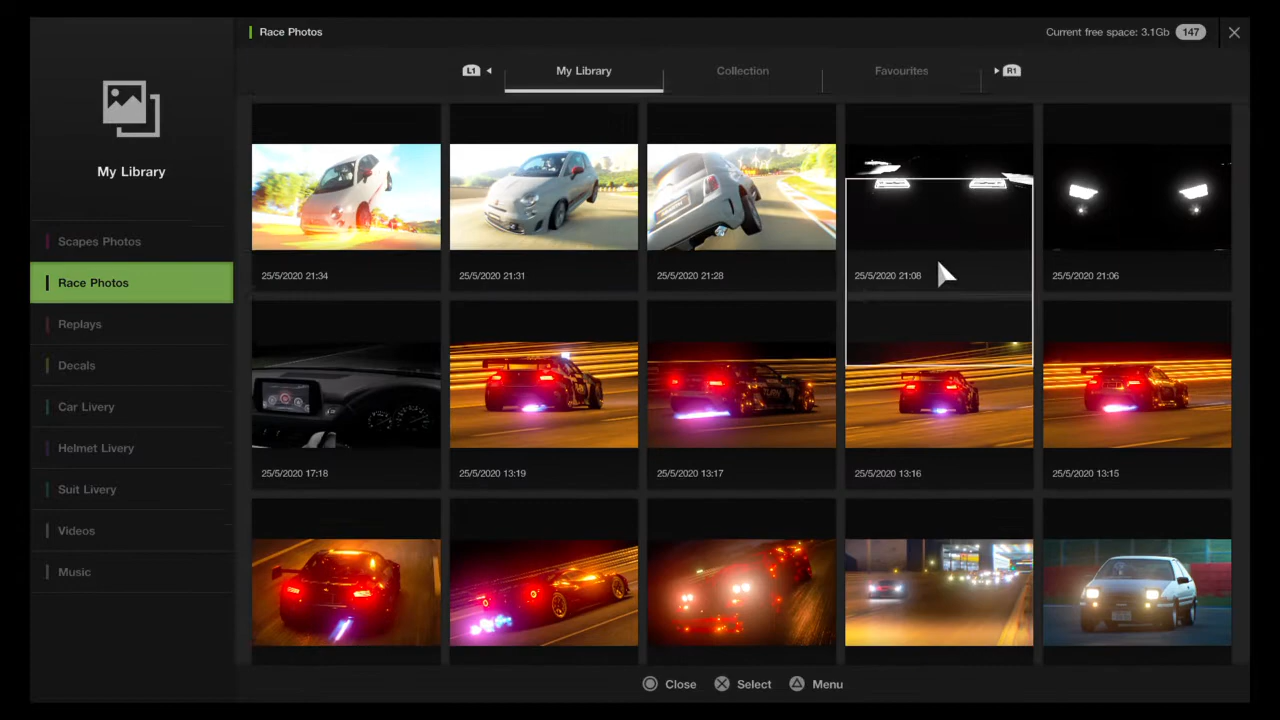 Race Photos
Current free space: 3.1Gb 147
L1 My Library Collection Favourites R1
My Library
Scapes Photos
Race Photos
Replays
Decals
Car Livery
Helmet Livery
Suit Livery
Videos
Music
25/5/2020 21:34
25/5/2020 21:31
25/5/2020 21:28
25/5/2020 21:08
25/5/2020 21:06
25/5/2020 17:18
25/5/2020 13:19
25/5/2020 13:17
25/5/2020 13:16
25/5/2020 13:15
Close Select Menu